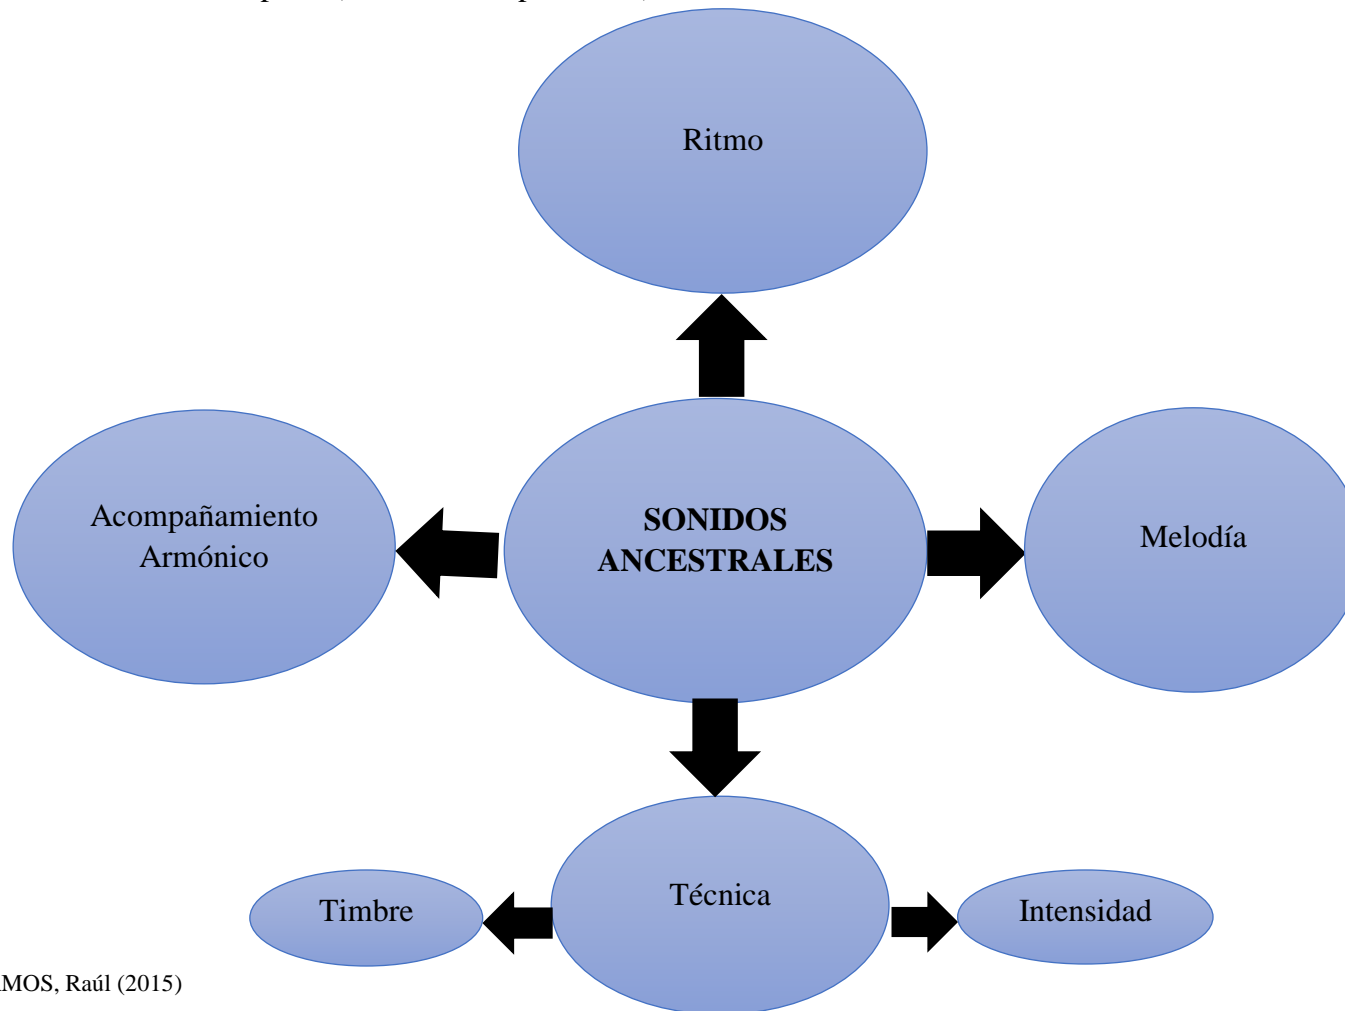 Ritmo
Acompañamiento
Armónico
SONIDOS
ANCESTRALES
Melodía
Técnica
Timbre
Intensidad
MOS, Raúl (2015)